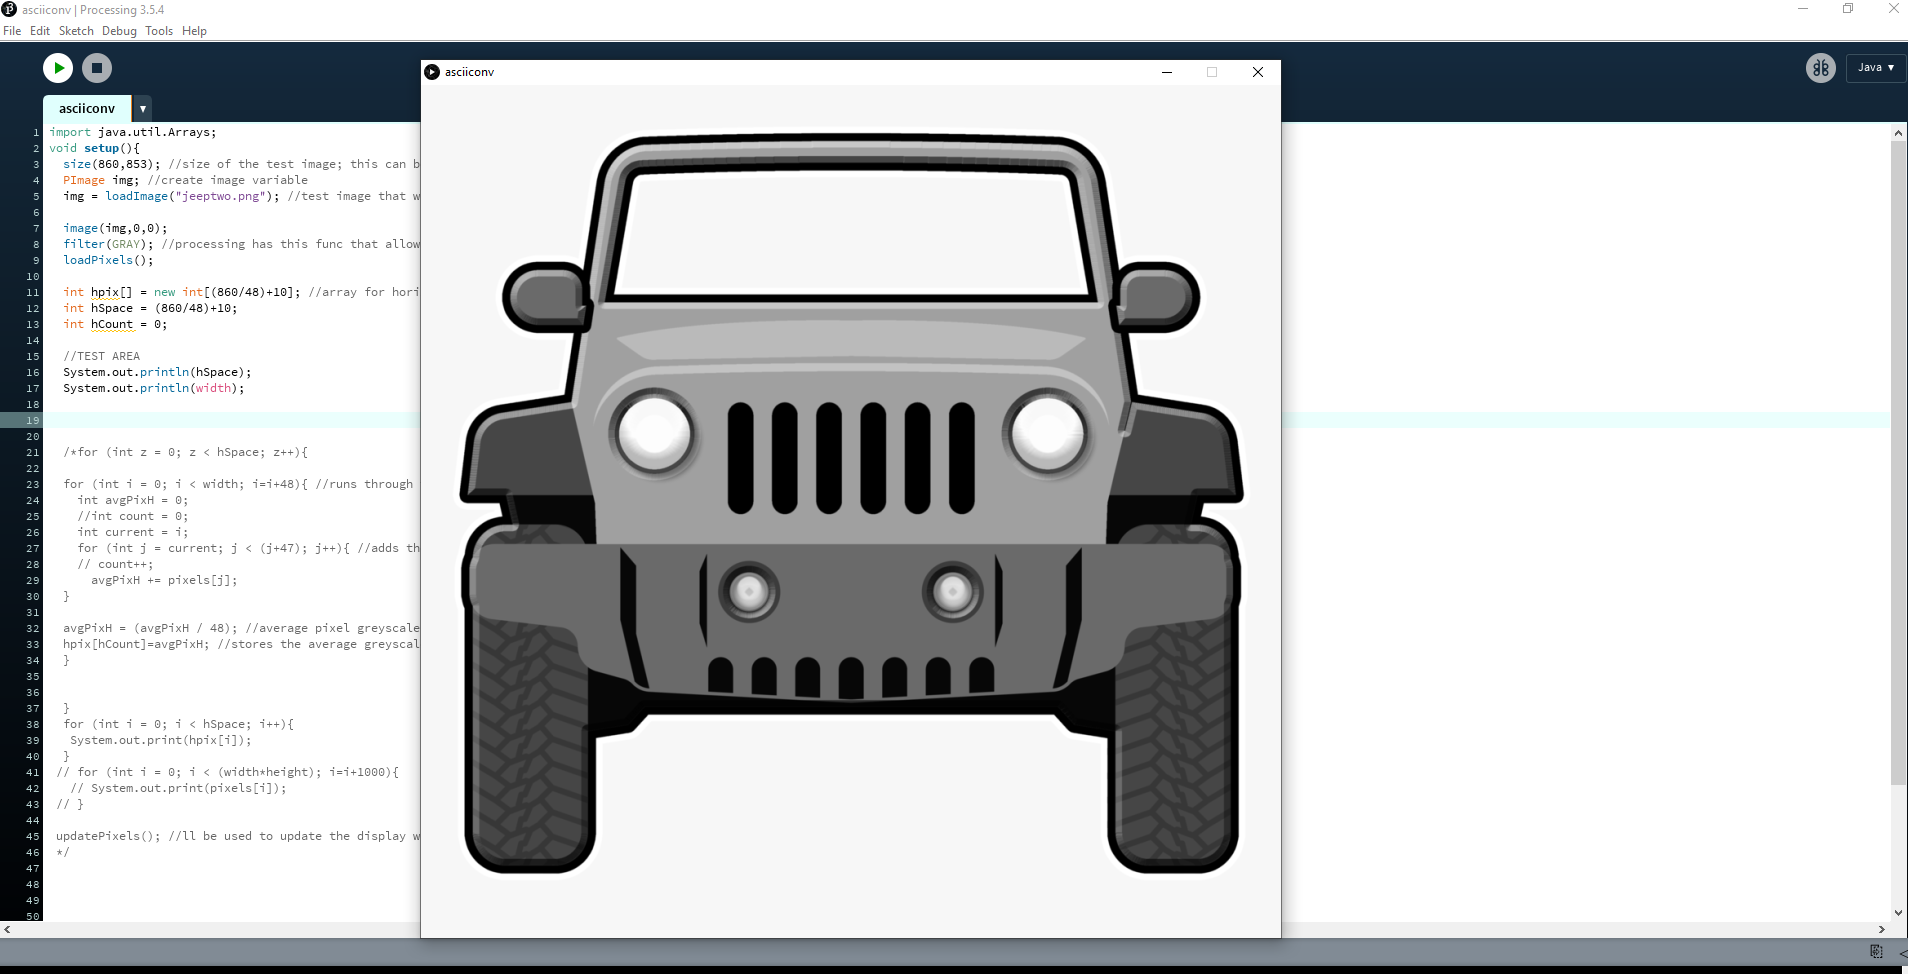 asciiconv | Processing 3.5.4
File Edit Sketch Debug Tools Help
Java ▾
asciiconv ▾
asciiconv
1 import java.util.Arrays;
2 void setup(){
3 size(860,853); //size of the test image; this can b
4 PImage img; //create image variable
5 img = loadImage("jeeptwo.png"); //test image that w
6
7 image(img,0,0);
8 filter(GRAY); //processing has this func that allow
9 loadPixels();
10
11 int hpix[] = new int[(860/48)+10]; //array for hori
12 int hSpace = (860/48)+10;
13 int hCount = 0;
14
15 //TEST AREA
16 System.out.println(hSpace);
17 System.out.println(width);
18
19
20
21 /*for (int z = 0; z < hSpace; z++){
22
23 for (int i = 0; i < width; i=i+48){ //runs through
24 int avgPixH = 0;
25 //int count = 0;
26 int current = i;
27 for (int j = current; j < (j+47); j++){ //adds th
28 // count++;
29 avgPixH += pixels[j];
30 }
31
32 avgPixH = (avgPixH / 48); //average pixel greyscale
33 hpix[hCount]=avgPixH; //stores the average greyscal
34 }
35
36
37 }
38 for (int i = 0; i < hSpace; i++){
39 System.out.print(hpix[i]);
40 }
41 // for (int i = 0; i < (width*height); i=i+1000){
42 // System.out.print(pixels[i]);
43 // }
44
45 updatePixels(); //ll be used to update the display w
46 */
47
48
49
50